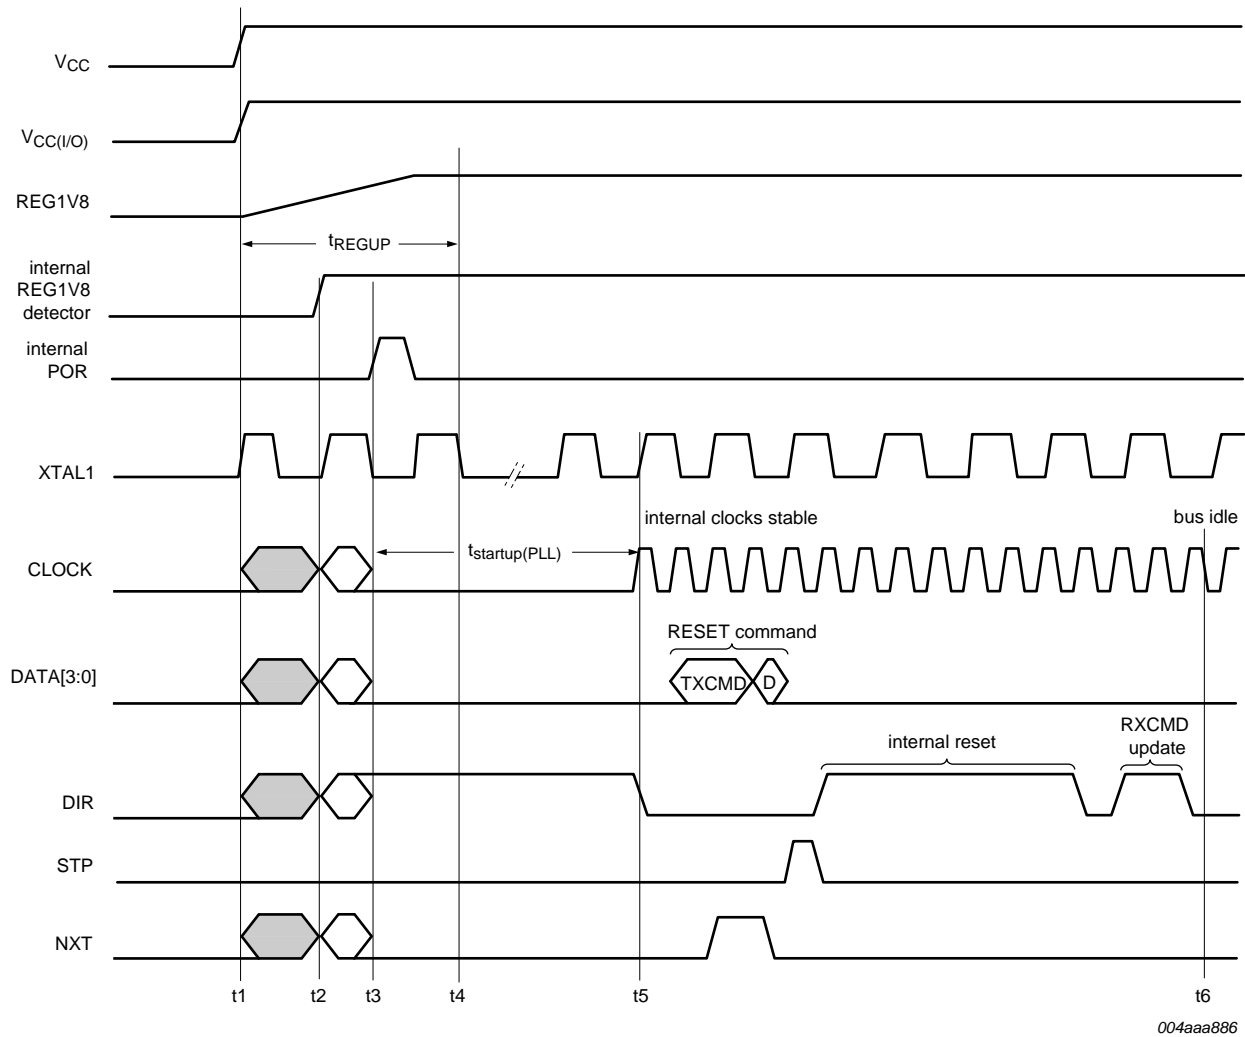 VCC
VCC(I/O)
REG1V8
tREGUP
internal
REG1V8
detector
internal
POR
XTAL1
internal clocks stable
bus idle
CLOCK
tstartup(PLL)
RESET command
DATA[3:0]
TXCMD
D
internal reset
RXCMD
update
DIR
STP
NXT
t1
t2
t3
t4
t5
t6
004aaa886